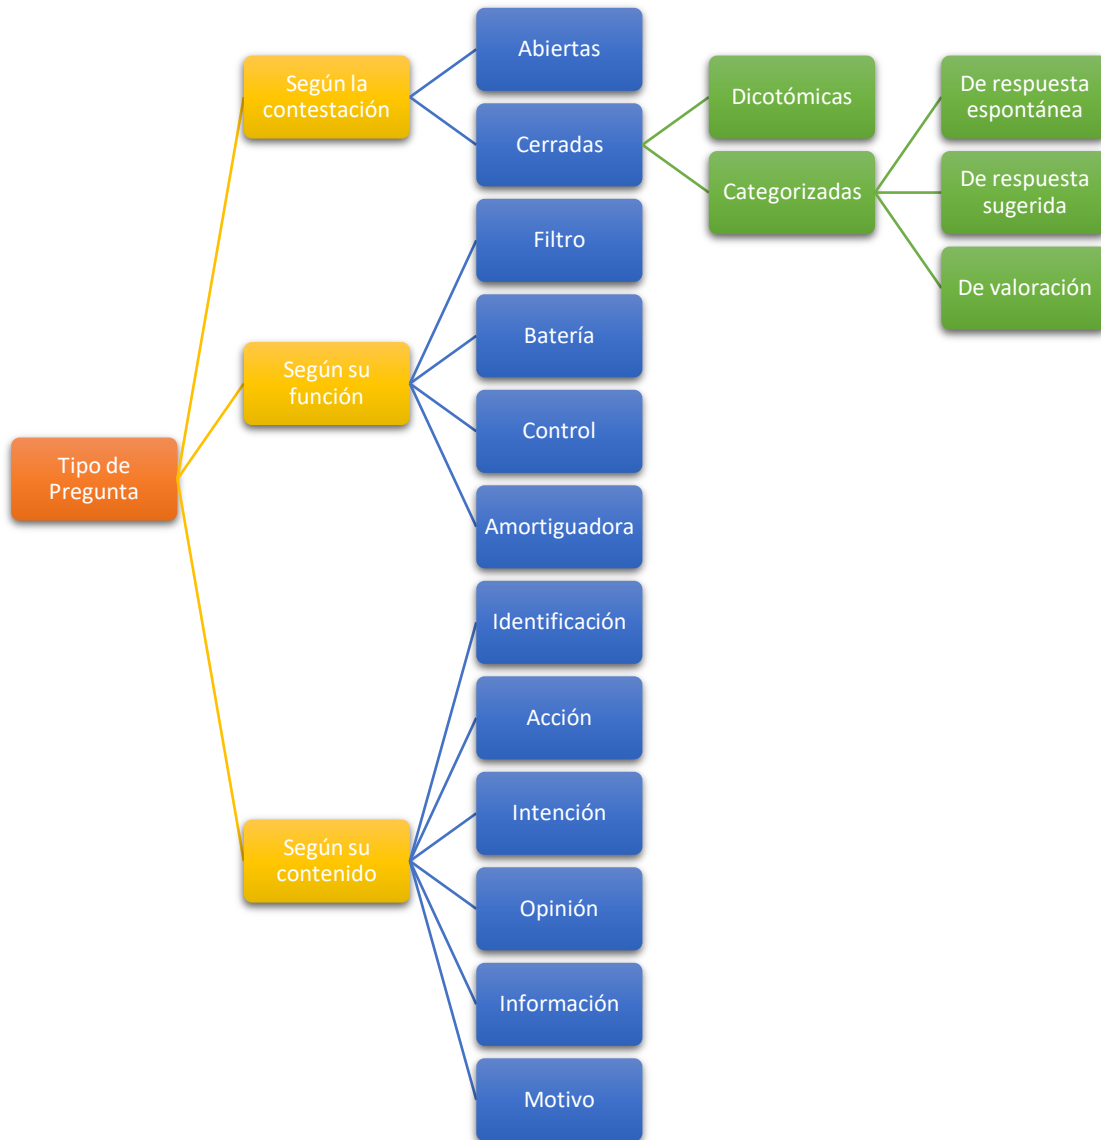 Tipo de
Pregunta
Según la
contestación
Abiertas
Cerradas
Dicotómicas
Categorizadas
De respuesta
espontánea
De respuesta
sugerida
De valoración
Según su
función
Filtro
Batería
Control
Amortiguadora
Según su
contenido
Identificación
Acción
Intención
Opinión
Información
Motivo